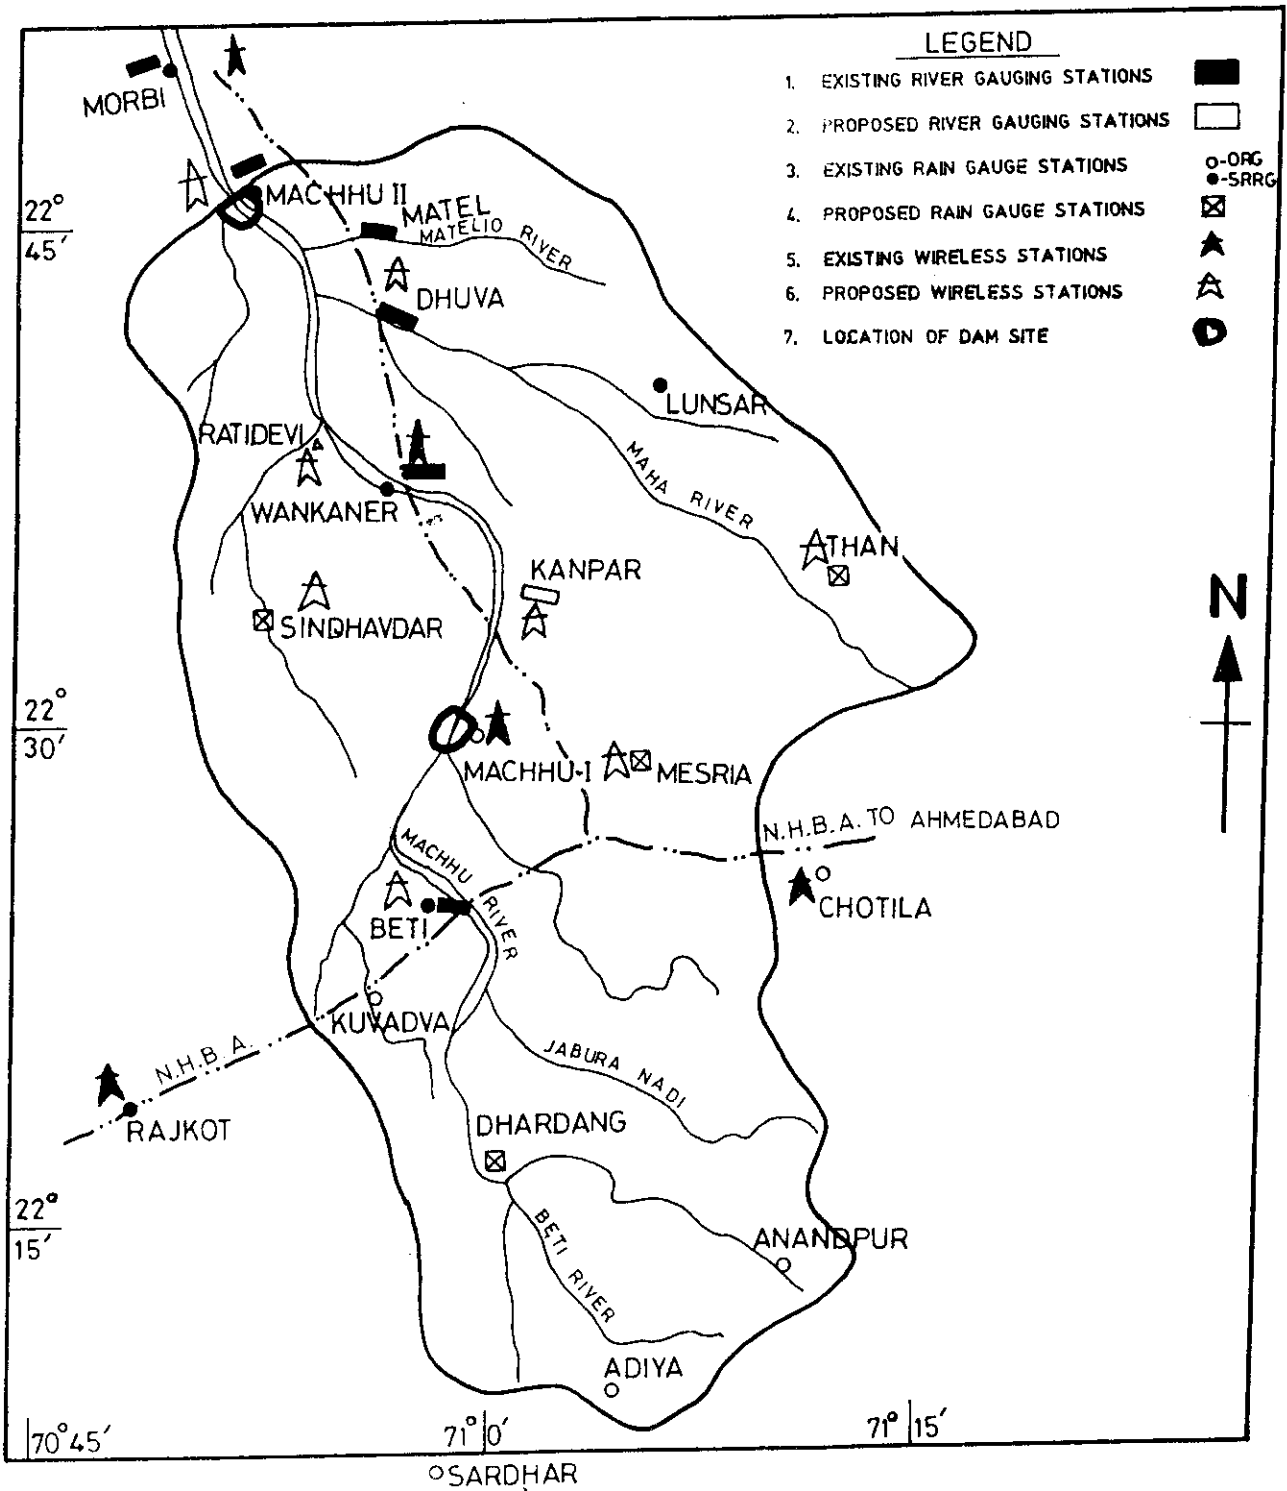 LEGEND
1. EXISTING RIVER GAUGING STATIONS
2. PROPOSED RIVER GAUGING STATIONS
3. EXISTING RAIN GAUGE STATIONS
o-ORG
●-SRRG
4. PROPOSED RAIN GAUGE STATIONS
5. EXISTING WIRELESS STATIONS
6. PROPOSED WIRELESS STATIONS
7. LOCATION OF DAM SITE
MORBI
MACHHU II
22°
45′
MATEL
MATELIO RIVER
DHUVA
LUNSAR
RATIDEVI
MAHA RIVER
WANKANER
THAN
KANPAR
N
SINDHAVDAR
22°
30′
MACHHU-I
MESRIA
N.H.B.A. TO AHMEDABAD
MACHHU RIVER
CHOTILA
BETI
KUVADVA
N.H.B.A.
JABURA NADI
RAJKOT
DHARDANG
22°
15′
BETI RIVER
ANANDPUR
ADIYA
70°45′
71°0′
71°15′
SARDHAR